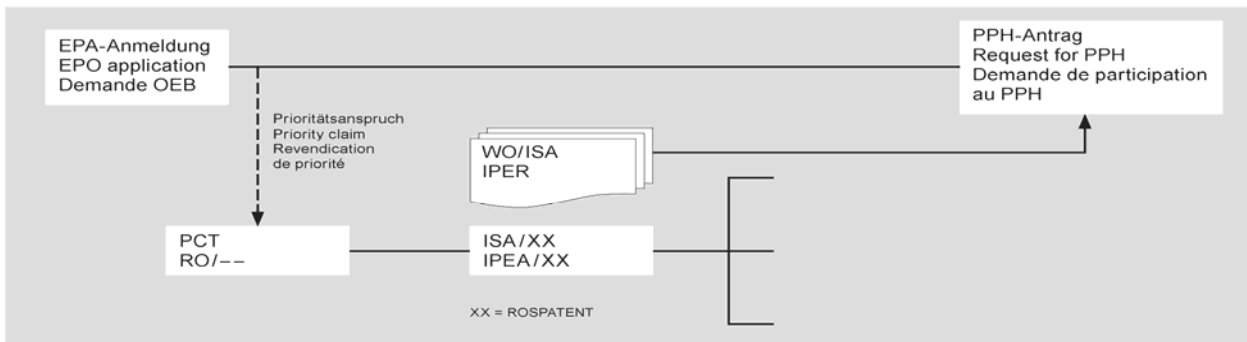 EPA-Anmeldung
EPO application
Demande OEB
PPH-Antrag
Request for PPH
Demande de participation
au PPH
Prioritätsanspruch
Priority claim
Revendication
de priorité
WO/ISA
IPER
PCT
RO/– –
ISA/XX
IPEA/XX
XX = ROSPATENT